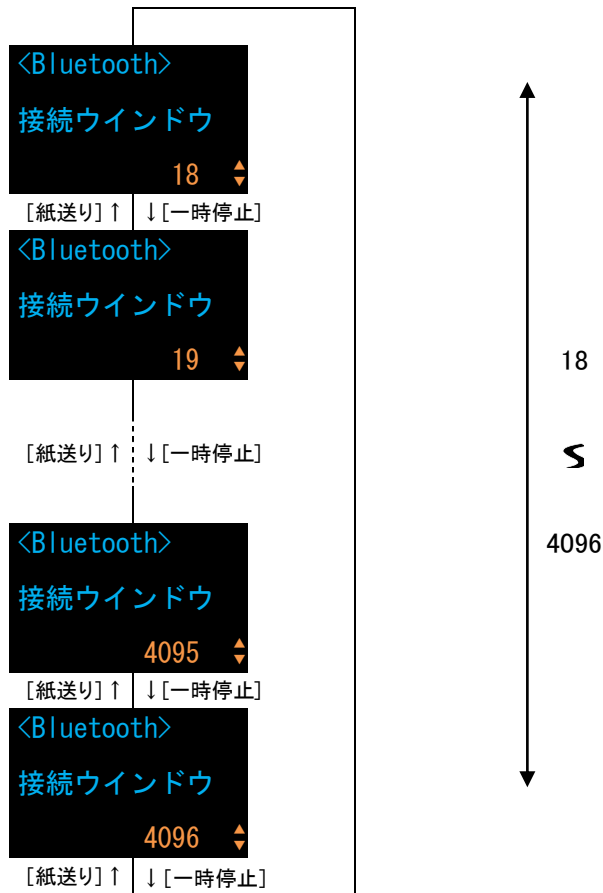 <Bluetooth>
接続ウインドウ
18
[紙送り]↑ ↓[一時停止]
<Bluetooth>
接続ウインドウ
19
[紙送り]↑ ↓[一時停止]
<Bluetooth>
接続ウインドウ
4095
[紙送り]↑ ↓[一時停止]
<Bluetooth>
接続ウインドウ
4096
[紙送り]↑ ↓[一時停止]
18
≀
4096